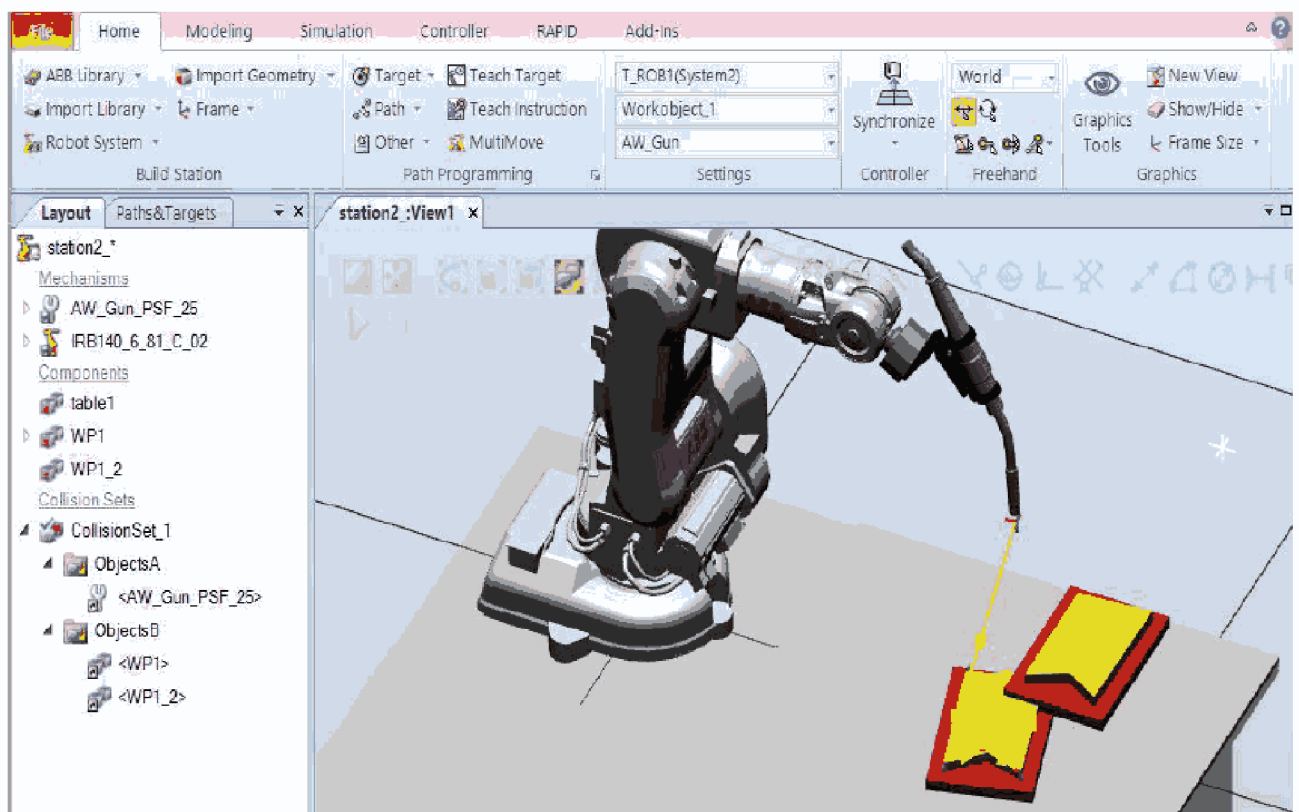 File Home Modeling Simulation Controller RAPID Add-Ins
ABB Library Import Geometry Target Teach Target T_ROB1(System2) World New View
Import Library Frame Path Teach Instruction Workobject_1 Synchronize Graphics Tools Show/Hide
Robot System Other MultiMove AW_Gun Frame Size
Build Station Path Programming Settings Controller Freehand Graphics
Layout Paths&Targets station2_:View1
station2_*
Mechanisms
AW_Gun_PSF_25
IRB140_6_81_C_02
Components
table1
WP1
WP1_2
Collision Sets
CollisionSet_1
ObjectsA
<AW_Gun_PSF_25>
ObjectsB
<WP1>
<WP1_2>